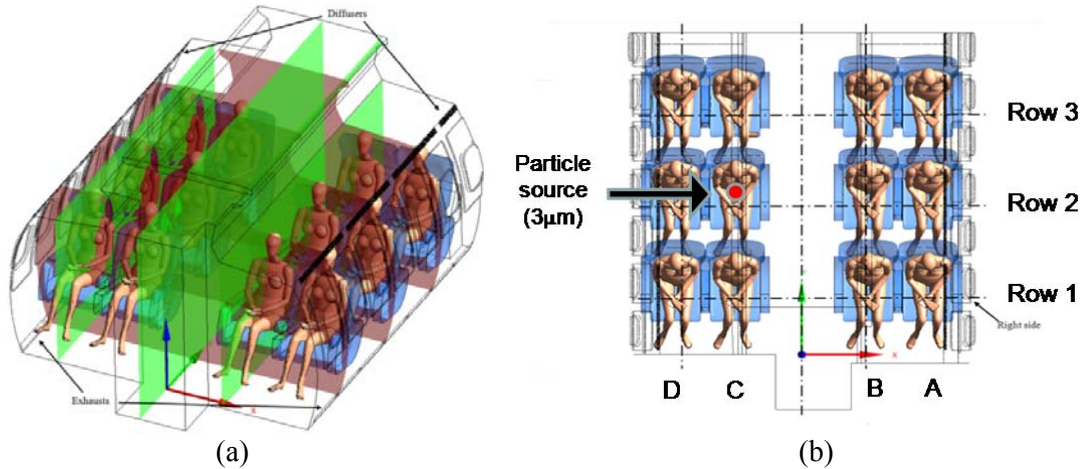 Diffusers
Exhausts
X
(a)
Particle
source
(3μm)
Row 3
Row 2
Row 1
Right side
X
D C B A
(b)